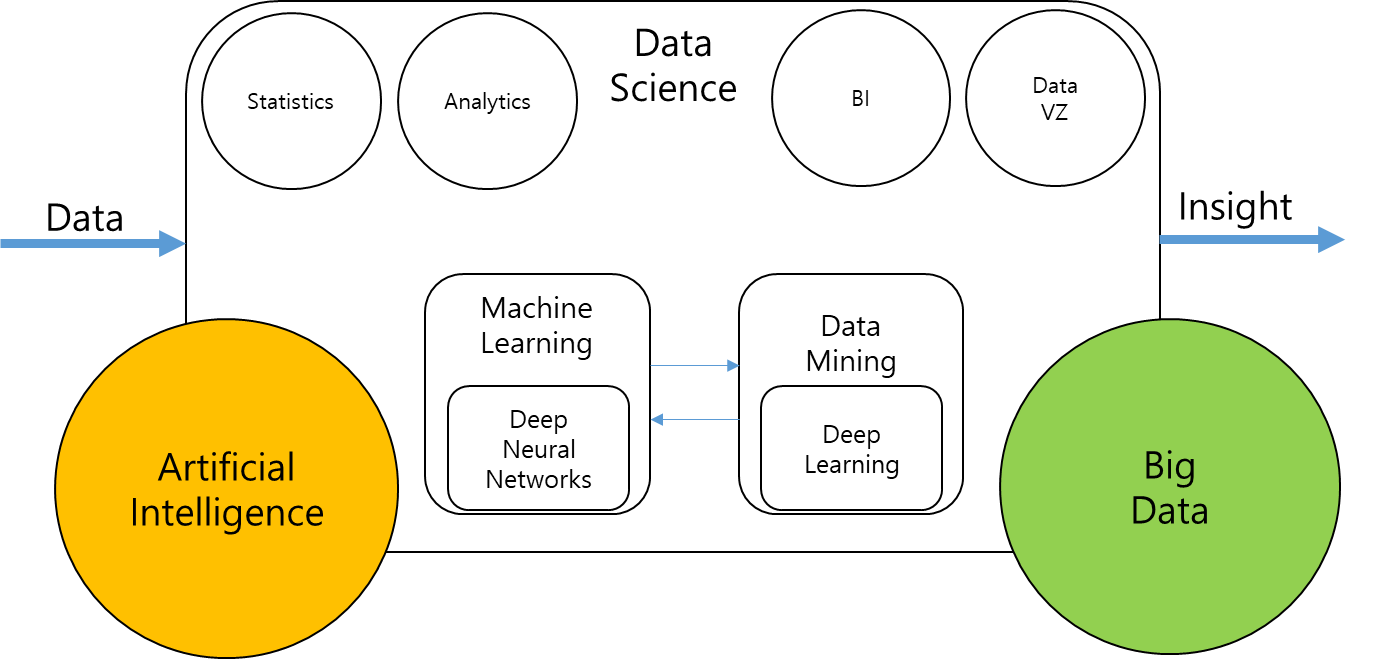 Data
Science
Statistics
Analytics
BI
Data
VZ
Data
Insight
Machine
Learning
Deep
Neural
Networks
Data
Mining
Deep
Learning
Artificial
Intelligence
Big
Data